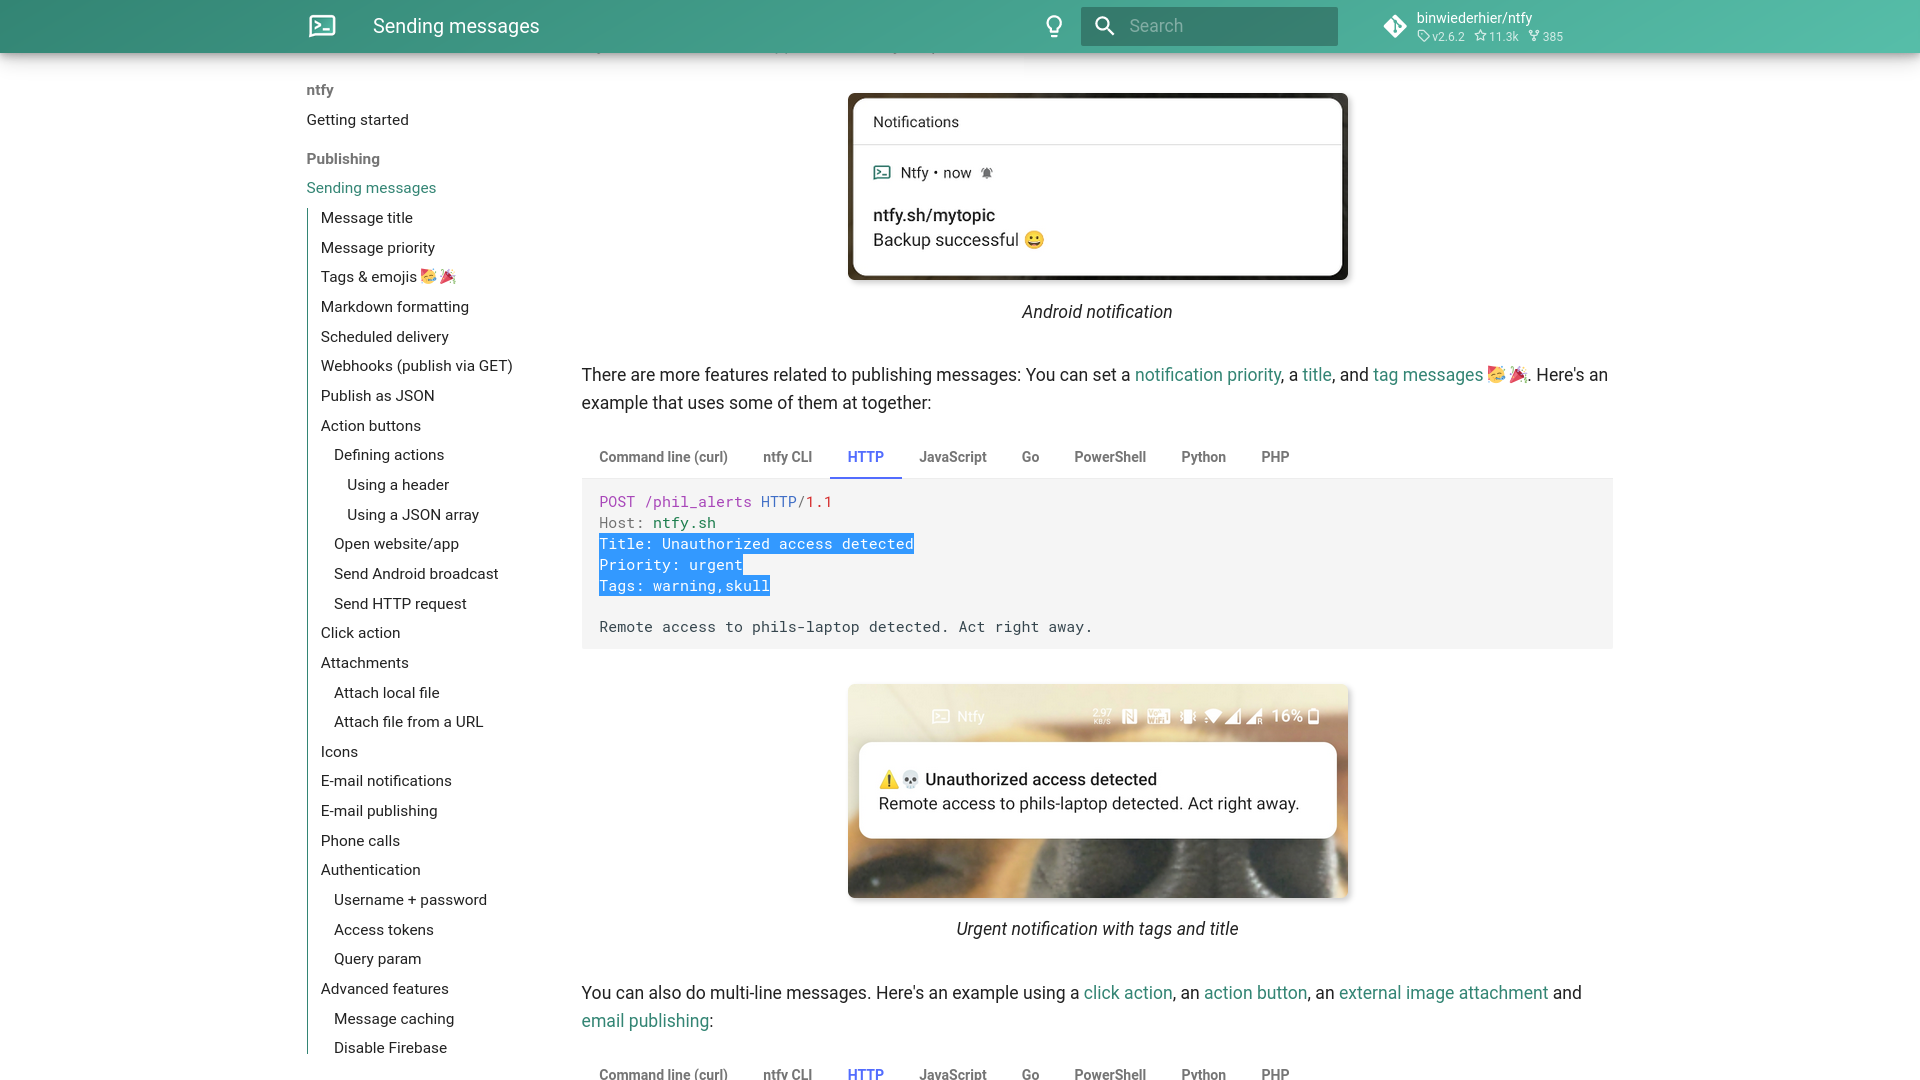 Sending messages
Search
binwiederhier/ntfy
v2.6.2 11.3k 385
ntfy
Getting started
Publishing
Sending messages
Message title
Message priority
Tags & emojis 🥳 🎉
Markdown formatting
Scheduled delivery
Webhooks (publish via GET)
Publish as JSON
Action buttons
Defining actions
Using a header
Using a JSON array
Open website/app
Send Android broadcast
Send HTTP request
Click action
Attachments
Attach local file
Attach file from a URL
Icons
E-mail notifications
E-mail publishing
Phone calls
Authentication
Username + password
Access tokens
Query param
Advanced features
Message caching
Disable Firebase
Notifications
Ntfy • now
ntfy.sh/mytopic
Backup successful 😀
Android notification
There are more features related to publishing messages: You can set a notification priority, a title, and tag messages 🥳 🎉. Here's an
example that uses some of them at together:
Command line (curl) ntfy CLI HTTP JavaScript Go PowerShell Python PHP
POST /phil_alerts HTTP/1.1
Host: ntfy.sh
Title: Unauthorized access detected
Priority: urgent
Tags: warning,skull
Remote access to phils-laptop detected. Act right away.
Ntfy
2.97 KB/S 16%
⚠️💀 Unauthorized access detected
Remote access to phils-laptop detected. Act right away.
Urgent notification with tags and title
You can also do multi-line messages. Here's an example using a click action, an action button, an external image attachment and
email publishing:
Command line (curl) ntfy CLI HTTP JavaScript Go PowerShell Python PHP